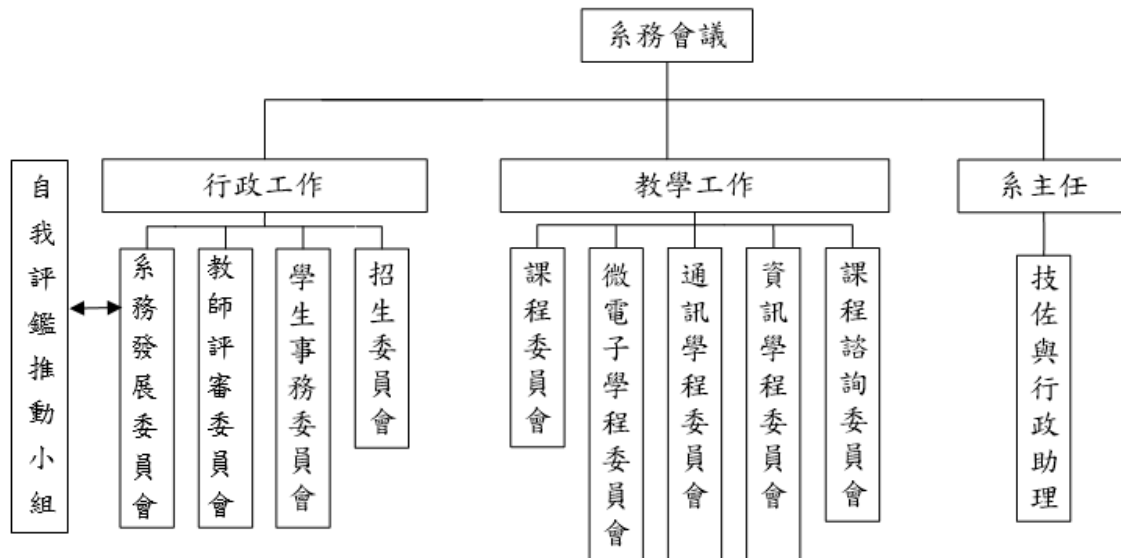 系務會議
行政工作
教學工作
系主任
自我評鑑推動小組
系務發展委員會
教師評審委員會
學生事務委員會
招生委員會
課程委員會
微電子學程委員會
通訊學程委員會
資訊學程委員會
課程諮詢委員會
技佐與行政助理